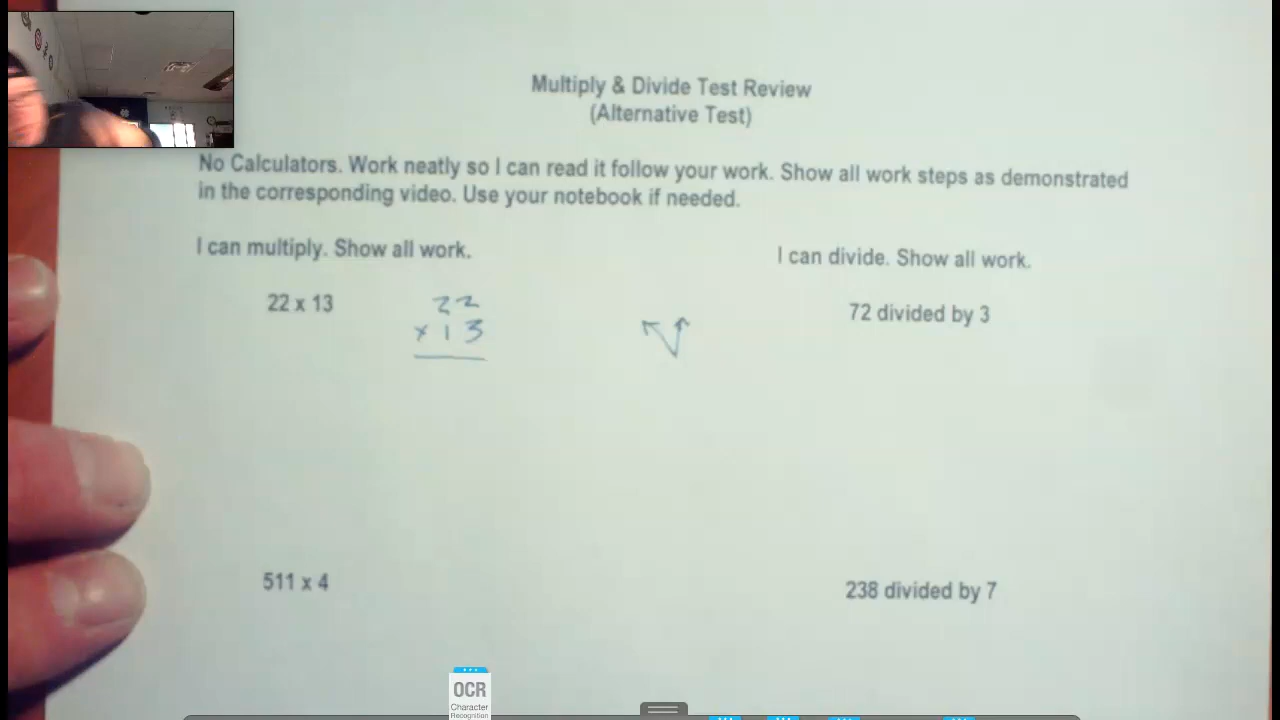 Multiply & Divide Test Review
(Alternative Test)
No Calculators. Work neatly so I can read it follow your work. Show all work steps as demonstrated
in the corresponding video. Use your notebook if needed.
I can multiply. Show all work.
I can divide. Show all work.
22 x 13
22
x 13
72 divided by 3
511 x 4
238 divided by 7
OCR
Character
Recognition